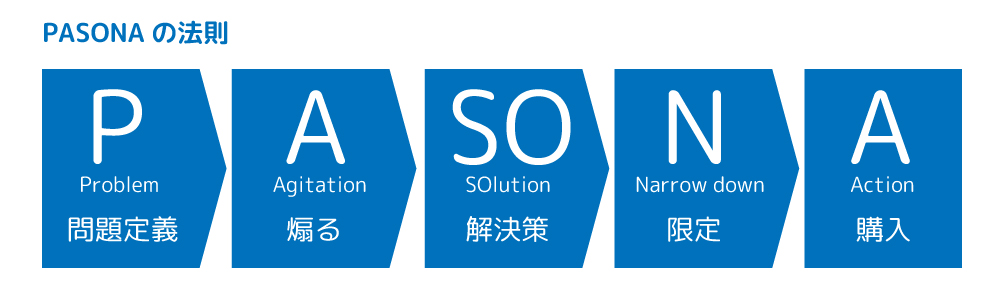 PASONA の法則
P
Problem
問題定義
A
Agitation
煽る
SO
SOlution
解決策
N
Narrow down
限定
A
Action
購入